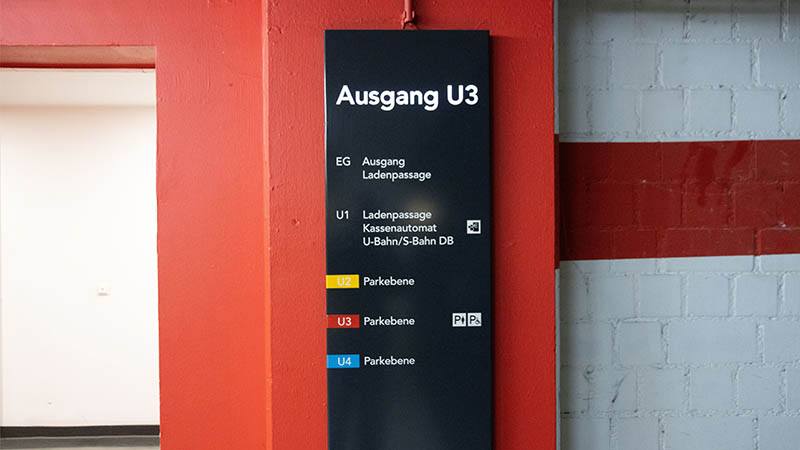 Ausgang U3
EG Ausgang
Ladenpassage
U1 Ladenpassage
Kassenautomat
U-Bahn/S-Bahn DB
U2 Parkebene
U3 Parkebene P P
U4 Parkebene